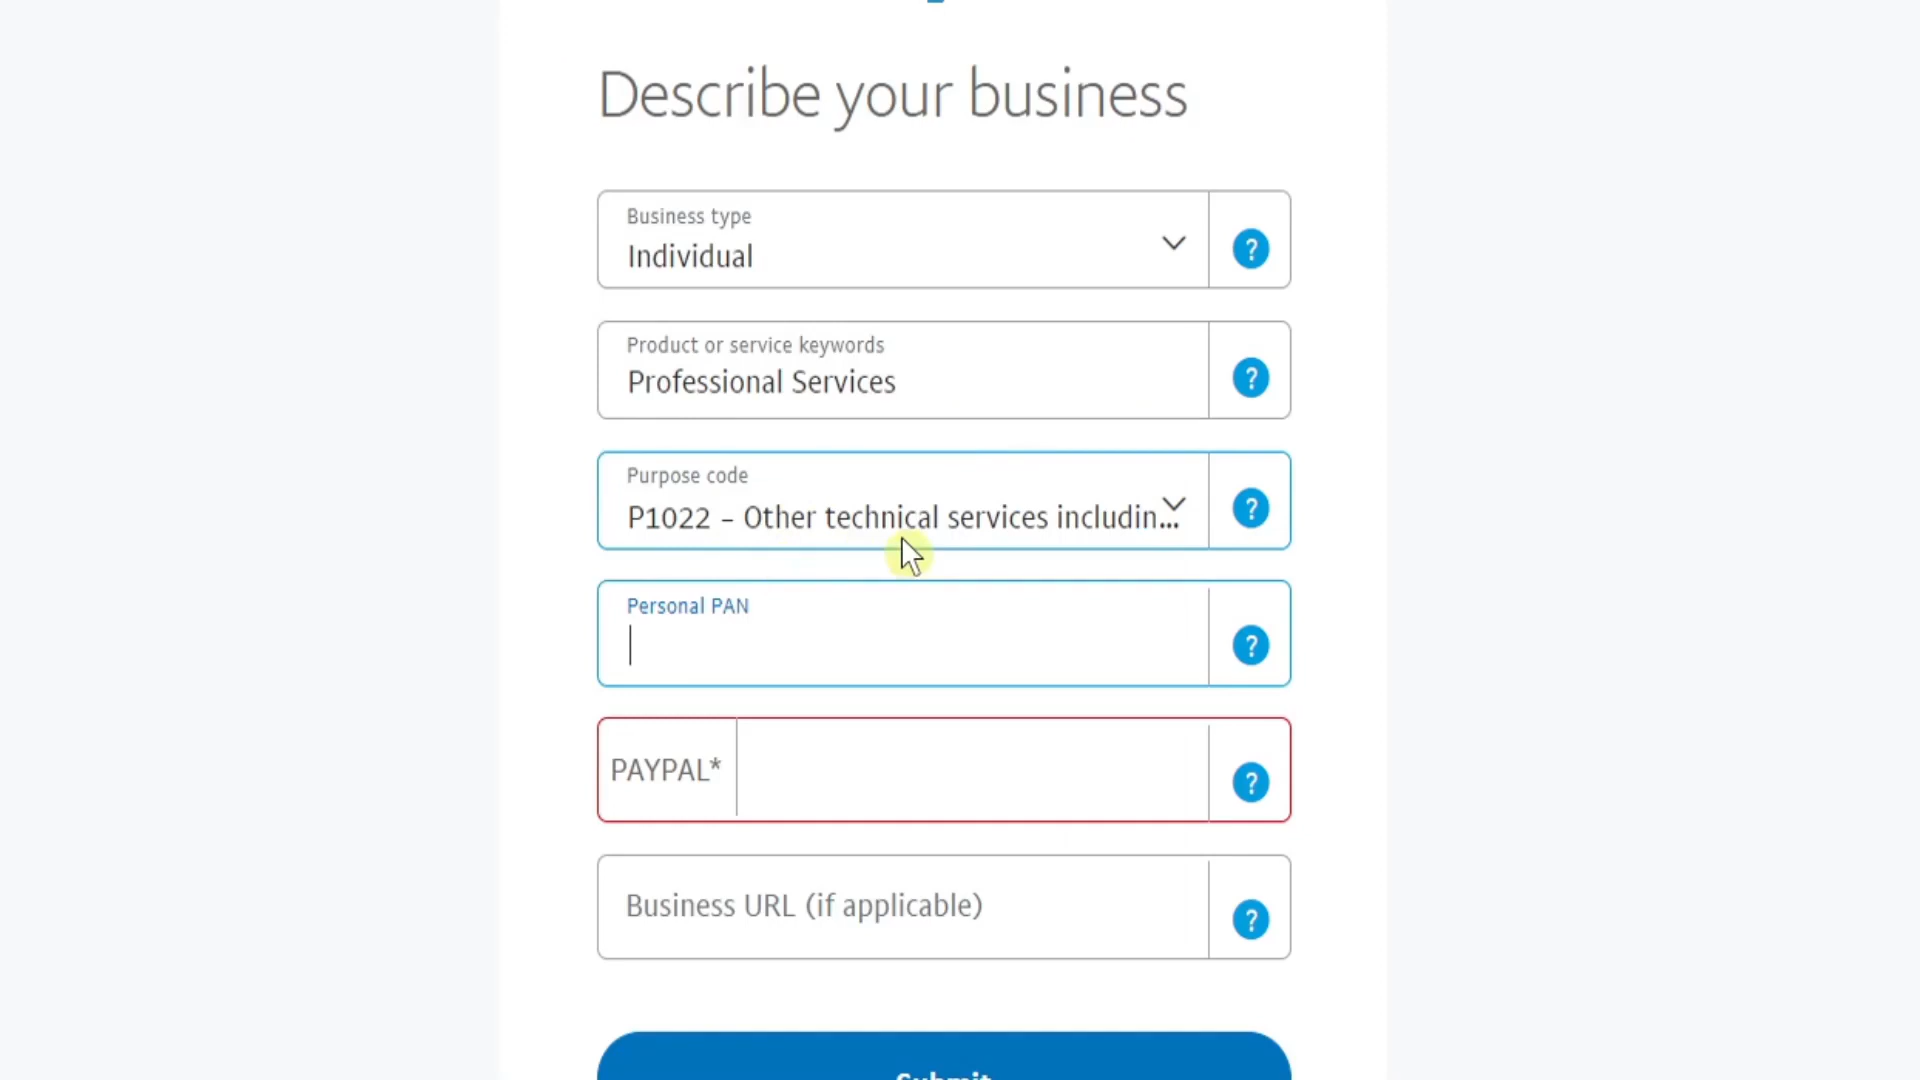 Describe your business
Business type
Individual
?
Product or service keywords
Professional Services
?
Purpose code
P1022 – Other technical services includin...
?
Personal PAN
?
PAYPAL*
?
Business URL (if applicable)
?
Submit